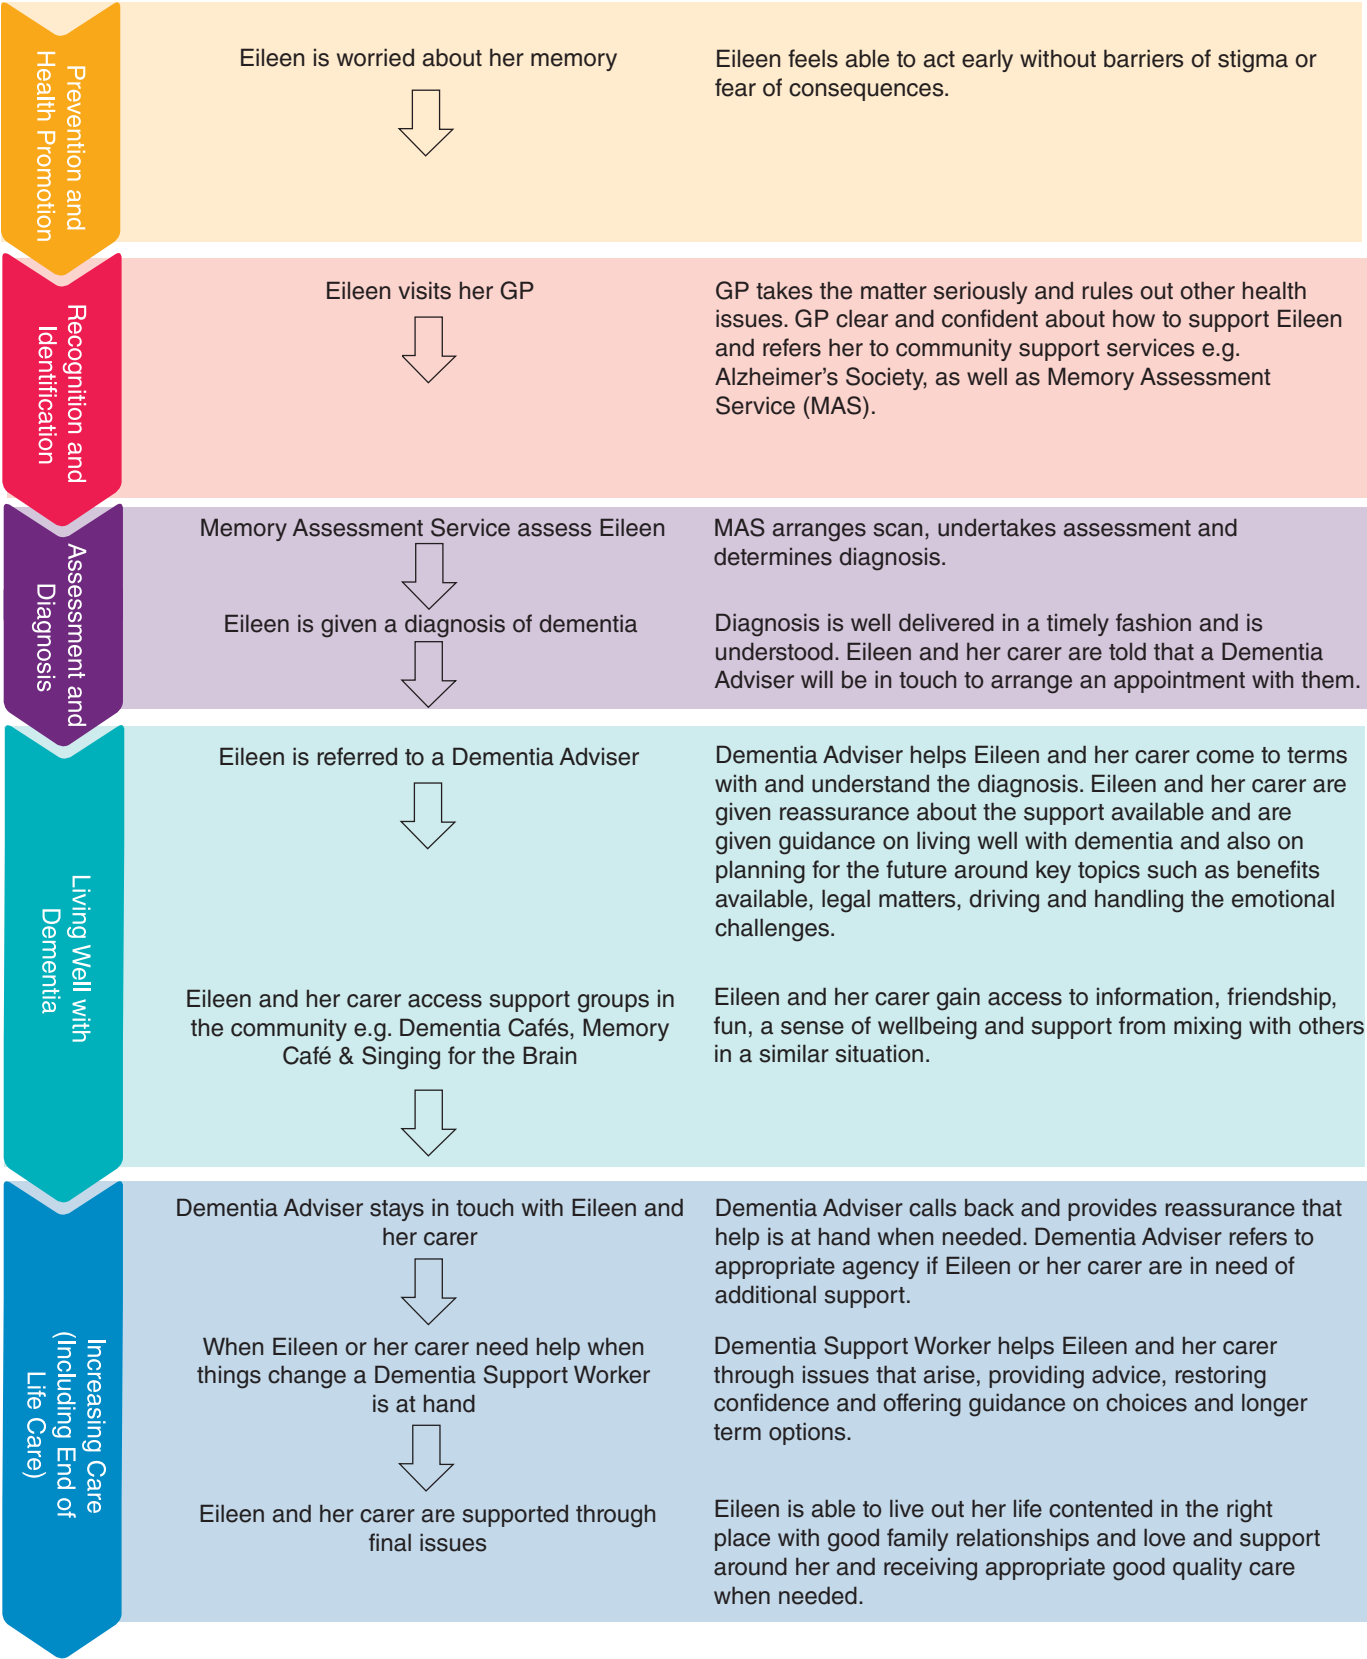 Prevention and
Health Promotion
Eileen is worried about her memory
Eileen feels able to act early without barriers of stigma or
fear of consequences.
Recognition and
Identification
Eileen visits her GP
GP takes the matter seriously and rules out other health
issues. GP clear and confident about how to support Eileen
and refers her to community support services e.g.
Alzheimer’s Society, as well as Memory Assessment
Service (MAS).
Assessment and
Diagnosis
Memory Assessment Service assess Eileen
MAS arranges scan, undertakes assessment and
determines diagnosis.
Eileen is given a diagnosis of dementia
Diagnosis is well delivered in a timely fashion and is
understood. Eileen and her carer are told that a Dementia
Adviser will be in touch to arrange an appointment with them.
Living Well with
Dementia
Eileen is referred to a Dementia Adviser
Dementia Adviser helps Eileen and her carer come to terms
with and understand the diagnosis. Eileen and her carer are
given reassurance about the support available and are
given guidance on living well with dementia and also on
planning for the future around key topics such as benefits
available, legal matters, driving and handling the emotional
challenges.
Eileen and her carer access support groups in
the community e.g. Dementia Cafés, Memory
Café & Singing for the Brain
Eileen and her carer gain access to information, friendship,
fun, a sense of wellbeing and support from mixing with others
in a similar situation.
Increasing Care
(Including End of
Life Care)
Dementia Adviser stays in touch with Eileen and
her carer
Dementia Adviser calls back and provides reassurance that
help is at hand when needed. Dementia Adviser refers to
appropriate agency if Eileen or her carer are in need of
additional support.
When Eileen or her carer need help when
things change a Dementia Support Worker
is at hand
Dementia Support Worker helps Eileen and her carer
through issues that arise, providing advice, restoring
confidence and offering guidance on choices and longer
term options.
Eileen and her carer are supported through
final issues
Eileen is able to live out her life contented in the right
place with good family relationships and love and support
around her and receiving appropriate good quality care
when needed.